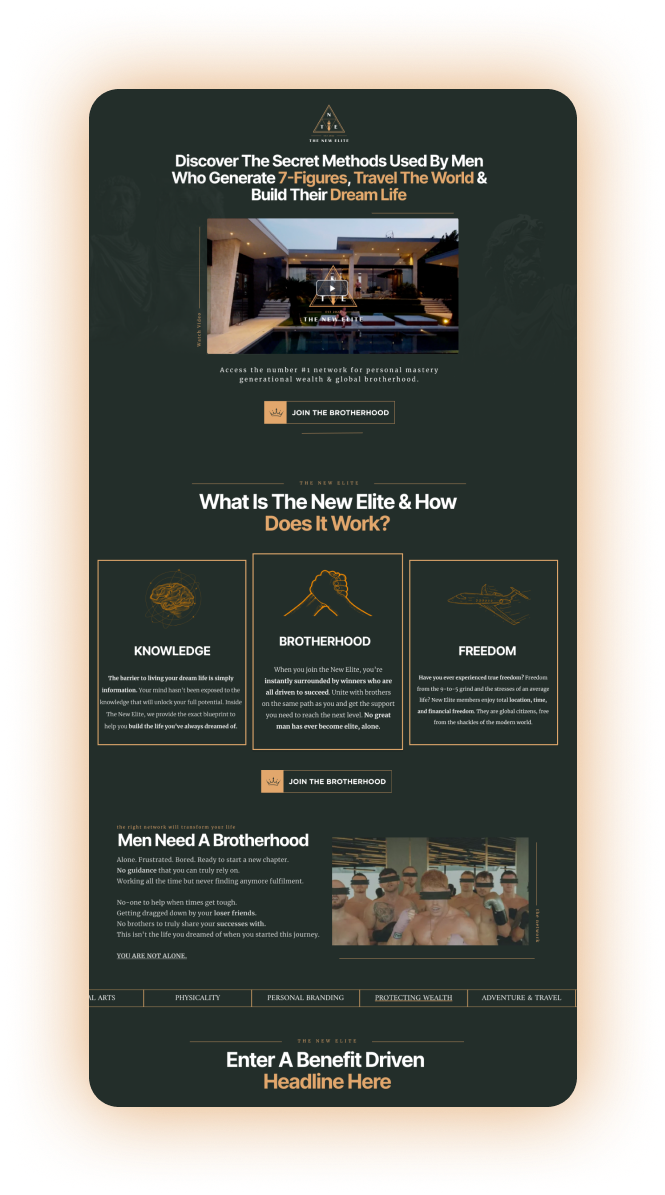 N
T E
THE NEW ELITE
Discover The Secret Methods Used By Men
Who Generate 7-Figures, Travel The World &
Build Their Dream Life
Watch Video
N
T E
THE NEW ELITE
Access the number #1 network for personal mastery
generational wealth & global brotherhood.
JOIN THE BROTHERHOOD
THE NEW ELITE
What Is The New Elite & How
Does It Work?
KNOWLEDGE
The barrier to living your dream life is simply
information. Your mind hasn't been exposed to the
knowledge that will unlock your full potential. Inside
The New Elite, we provide the exact blueprint to
help you build the life you've always dreamed of.
BROTHERHOOD
When you join the New Elite, you're
instantly surrounded by winners who are
all driven to succeed. Unite with brothers
on the same path as you and get the support
you need to reach the next level. No great
man has ever become elite, alone.
FREEDOM
Have you ever experienced true freedom? Freedom
from the 9-to-5 grind and the stresses of an average
life? New Elite members enjoy total location, time,
and financial freedom. They are global citizens, free
from the shackles of the modern world.
JOIN THE BROTHERHOOD
the right network will transform your life
Men Need A Brotherhood
Alone. Frustrated. Bored. Ready to start a new chapter.
No guidance that you can truly rely on.
Working all the time but never finding anymore fulfilment.
No-one to help when times get tough.
Getting dragged down by your loser friends.
No brothers to truly share your successes with.
This isn't the life you dreamed of when you started this journey.
YOU ARE NOT ALONE.
the network
AL ARTS PHYSICALITY PERSONAL BRANDING PROTECTING WEALTH ADVENTURE & TRAVEL
THE NEW ELITE
Enter A Benefit Driven
Headline Here